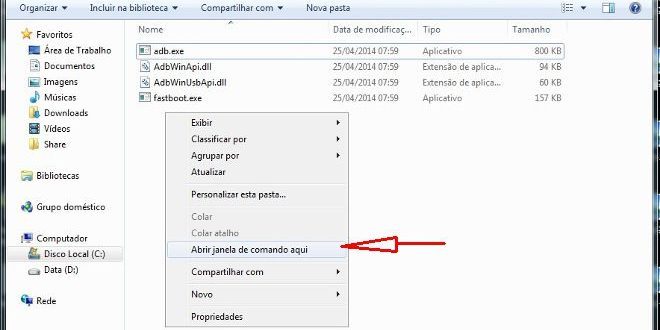 Organizar Incluir na biblioteca Compartilhar com Nova pasta
Favoritos
Área de Trabalho
Documentos
Imagens
Músicas
Downloads
Vídeos
Share
Bibliotecas
Grupo doméstico
Computador
Disco Local (C:)
Data (D:)
Rede
Nome Data de modificaç... Tipo Tamanho
adb.exe 25/04/2014 07:59 Aplicativo 800 KB
AdbWinApi.dll 25/04/2014 07:59 Extensão de aplica... 94 KB
AdbWinUsbApi.dll 25/04/2014 07:59 Extensão de aplica... 60 KB
fastboot.exe 25/04/2014 07:59 Aplicativo 157 KB
Exibir
Classificar por
Agrupar por
Atualizar
Personalizar esta pasta...
Colar
Colar atalho
Abrir janela de comando aqui
Compartilhar com
Novo
Propriedades